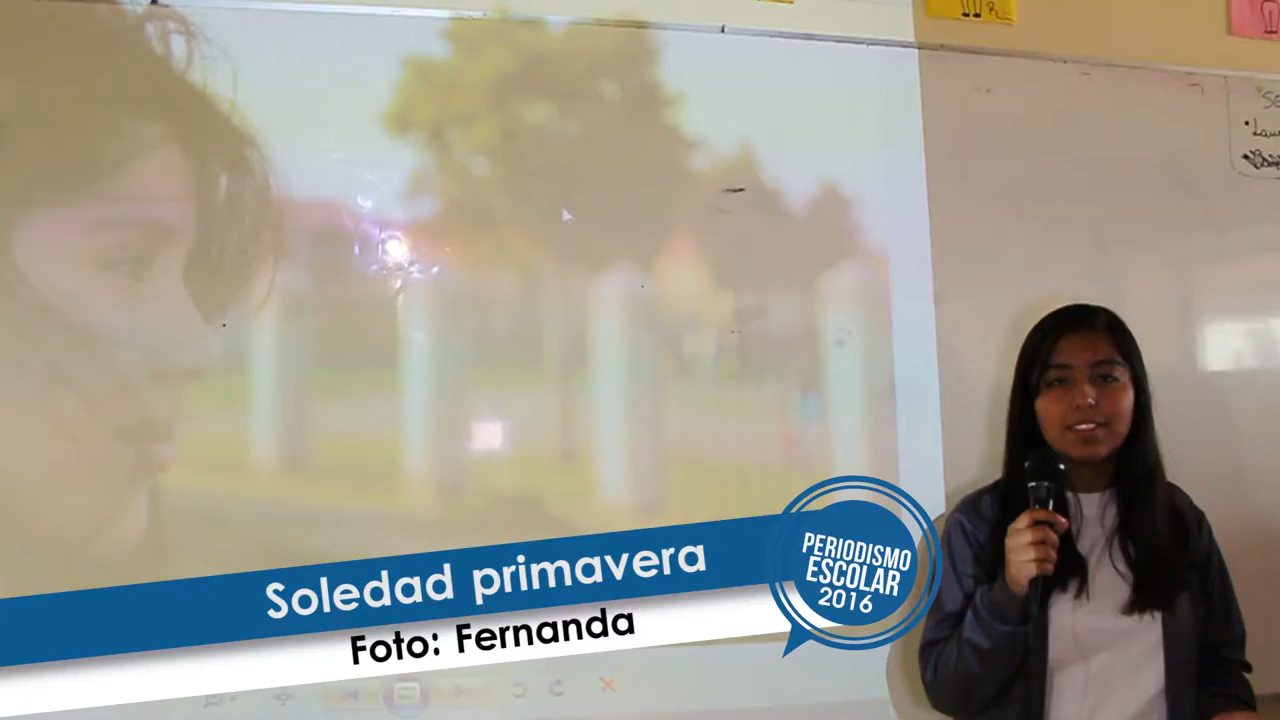 Soledad primavera
Foto: Fernanda
PERIODISMO
ESCOLAR
2016